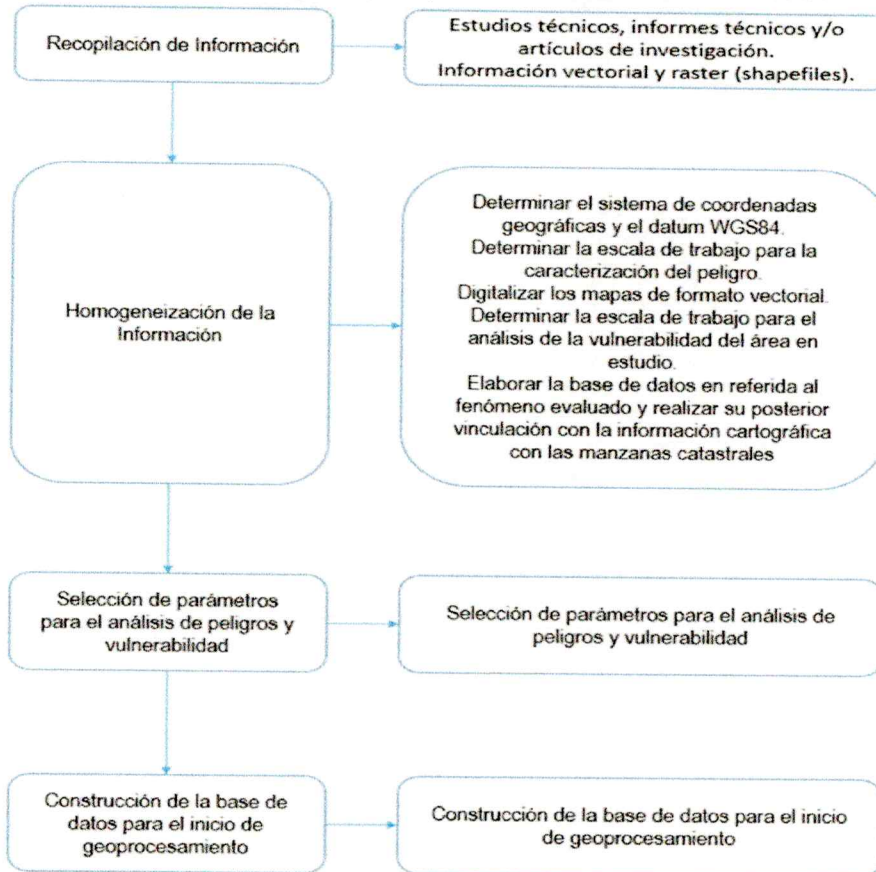 Recopilación de Información
Estudios técnicos, informes técnicos y/o
artículos de investigación.
Información vectorial y raster (shapefiles).
Homogeneización de la
Información
Determinar el sistema de coordenadas
geográficas y el datum WGS84.
Determinar la escala de trabajo para la
caracterización del peligro.
Digitalizar los mapas de formato vectorial.
Determinar la escala de trabajo para el
análisis de la vulnerabilidad del área en
estudio.
Elaborar la base de datos en referida al
fenómeno evaluado y realizar su posterior
vinculación con la información cartográfica
con las manzanas catastrales
Selección de parámetros
para el análisis de peligros y
vulnerabilidad
Selección de parámetros para el análisis de
peligros y vulnerabilidad
Construcción de la base de
datos para el inicio de
geoprocesamiento
Construcción de la base de datos para el inicio
de geoprocesamiento